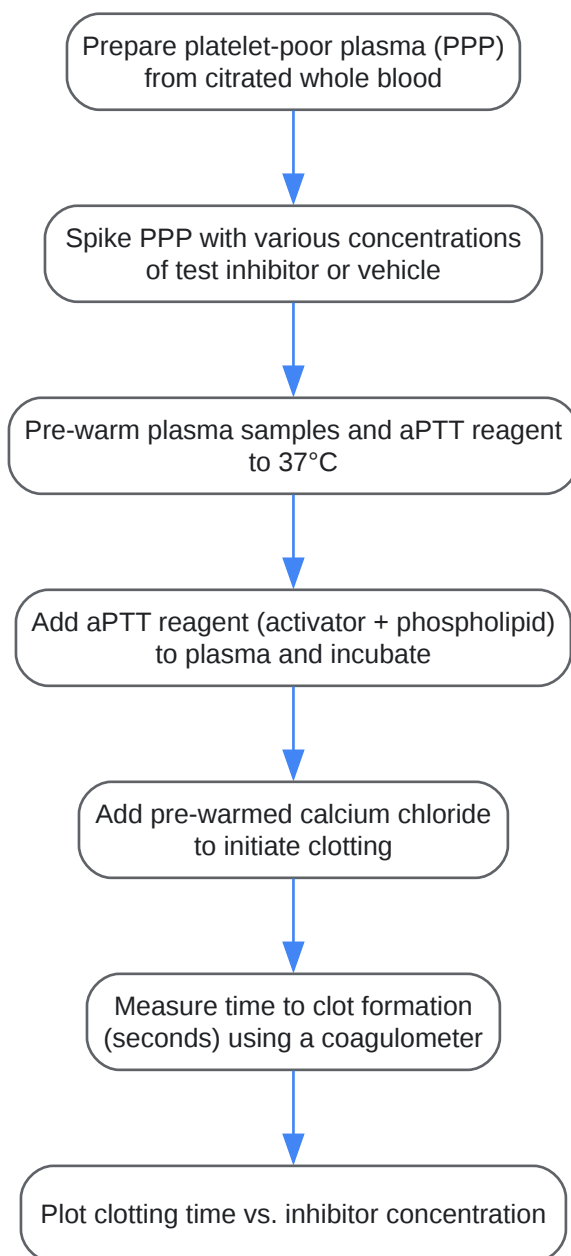 Prepare platelet-poor plasma (PPP)
from citrated whole blood
Spike PPP with various concentrations
of test inhibitor or vehicle
Pre-warm plasma samples and aPTT reagent
to 37°C
Add aPTT reagent (activator + phospholipid)
to plasma and incubate
Add pre-warmed calcium chloride
to initiate clotting
Measure time to clot formation
(seconds) using a coagulometer
Plot clotting time vs. inhibitor concentration